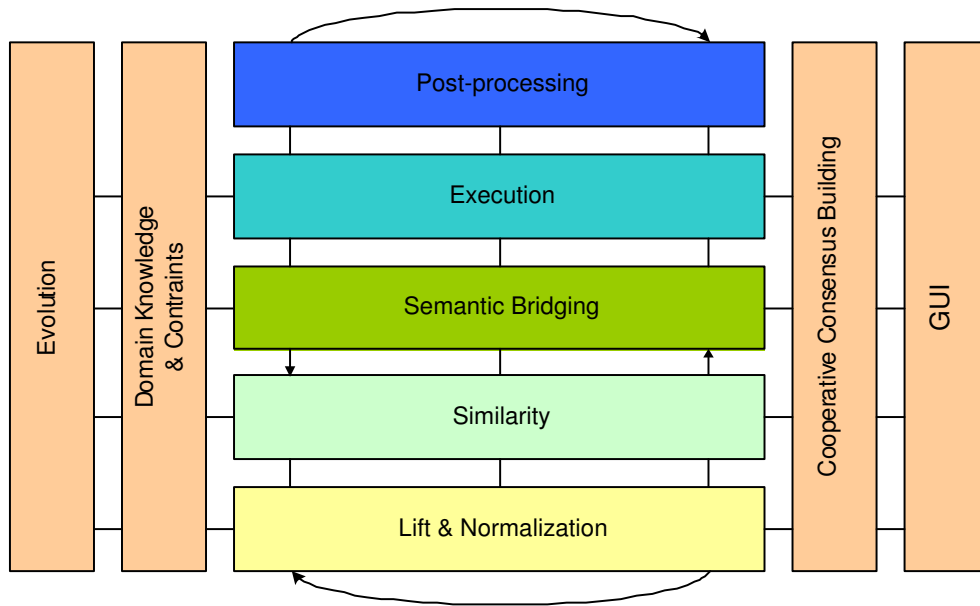 Evolution
Domain Knowledge
& Contraints
Post-processing
Execution
Semantic Bridging
Similarity
Lift & Normalization
Cooperative Consensus Building
GUI